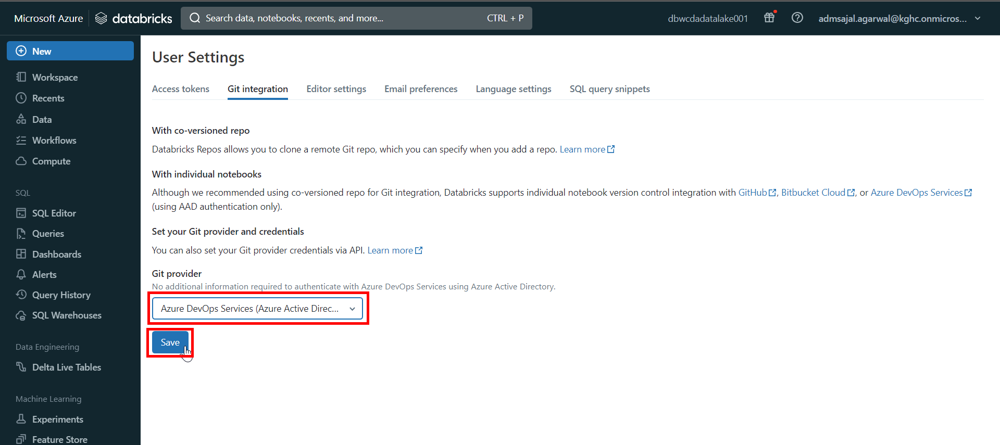 Microsoft Azure
databricks
Search data, notebooks, recents, and more...
CTRL + P
dbwcdadatalake001
admsajal.agarwal@kghc.onmicros...
New
Workspace
Recents
Data
Workflows
Compute
SQL
SQL Editor
Queries
Dashboards
Alerts
Query History
SQL Warehouses
Data Engineering
Delta Live Tables
Machine Learning
Experiments
Feature Store
User Settings
Access tokens
Git integration
Editor settings
Email preferences
Language settings
SQL query snippets
With co-versioned repo
Databricks Repos allows you to clone a remote Git repo, which you can specify when you add a repo. Learn more
With individual notebooks
Although we recommended using co-versioned repo for Git integration, Databricks supports individual notebook version control integration with GitHub, Bitbucket Cloud, or Azure DevOps Services
(using AAD authentication only).
Set your Git provider and credentials
You can also set your Git provider credentials via API. Learn more
Git provider
No additional information required to authenticate with Azure DevOps Services using Azure Active Directory.
Azure DevOps Services (Azure Active Direc...
Save